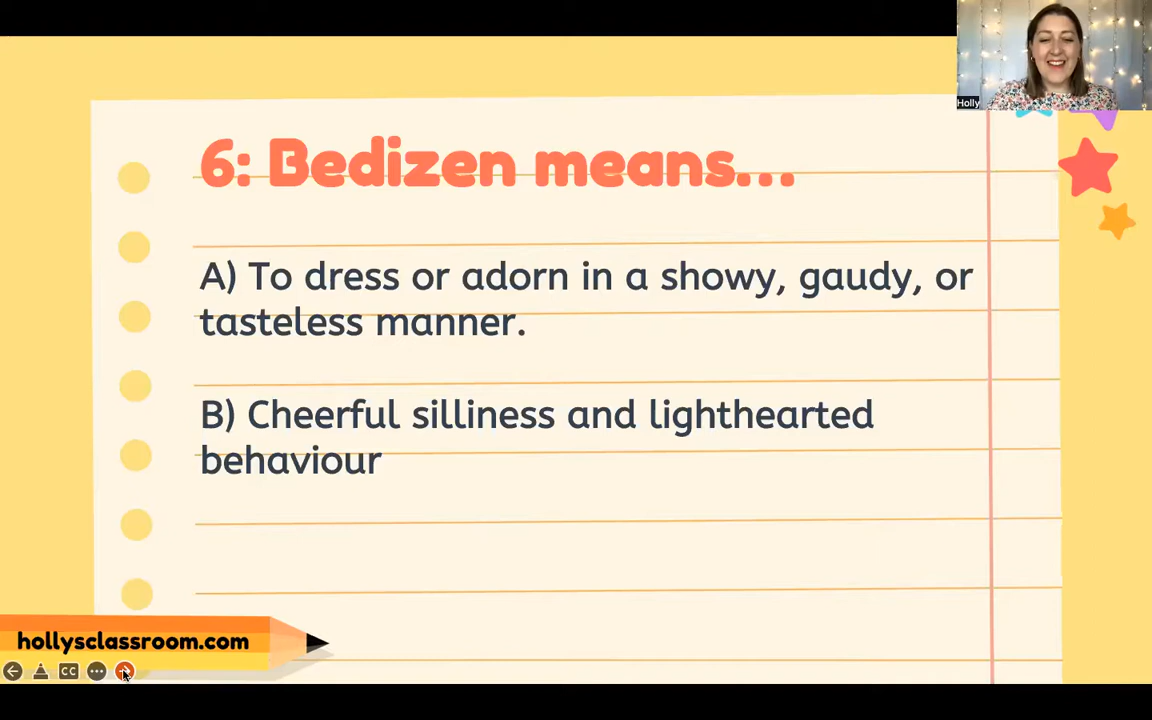 Holly
6: Bedizen means...
A) To dress or adorn in a showy, gaudy, or
tasteless manner.
B) Cheerful silliness and lighthearted
behaviour
hollysclassroom.com
CC